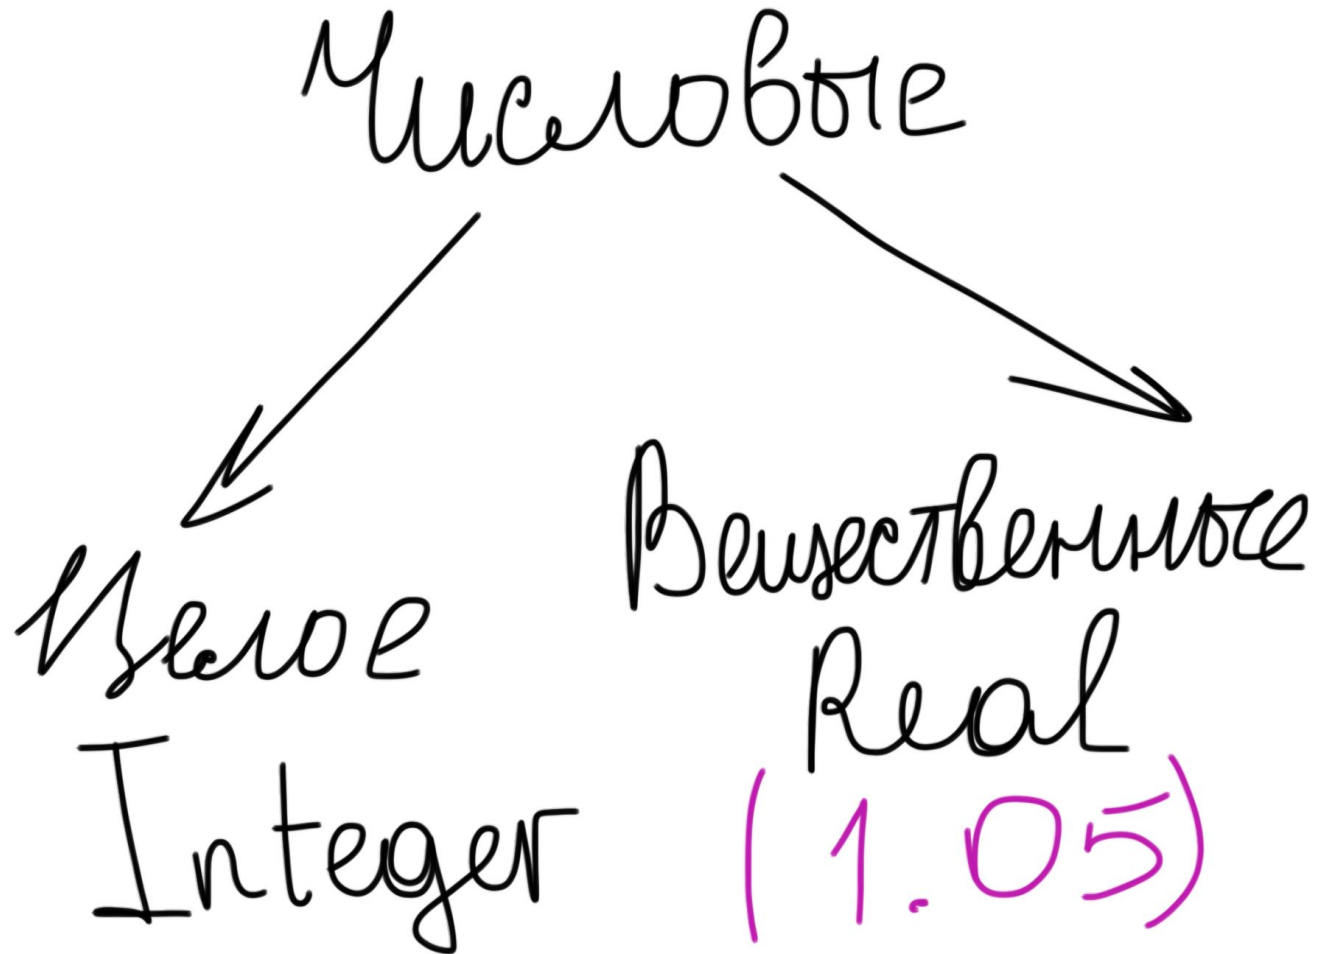 Числовые
Целое
Integer
Вещественные
Real
(1.05)